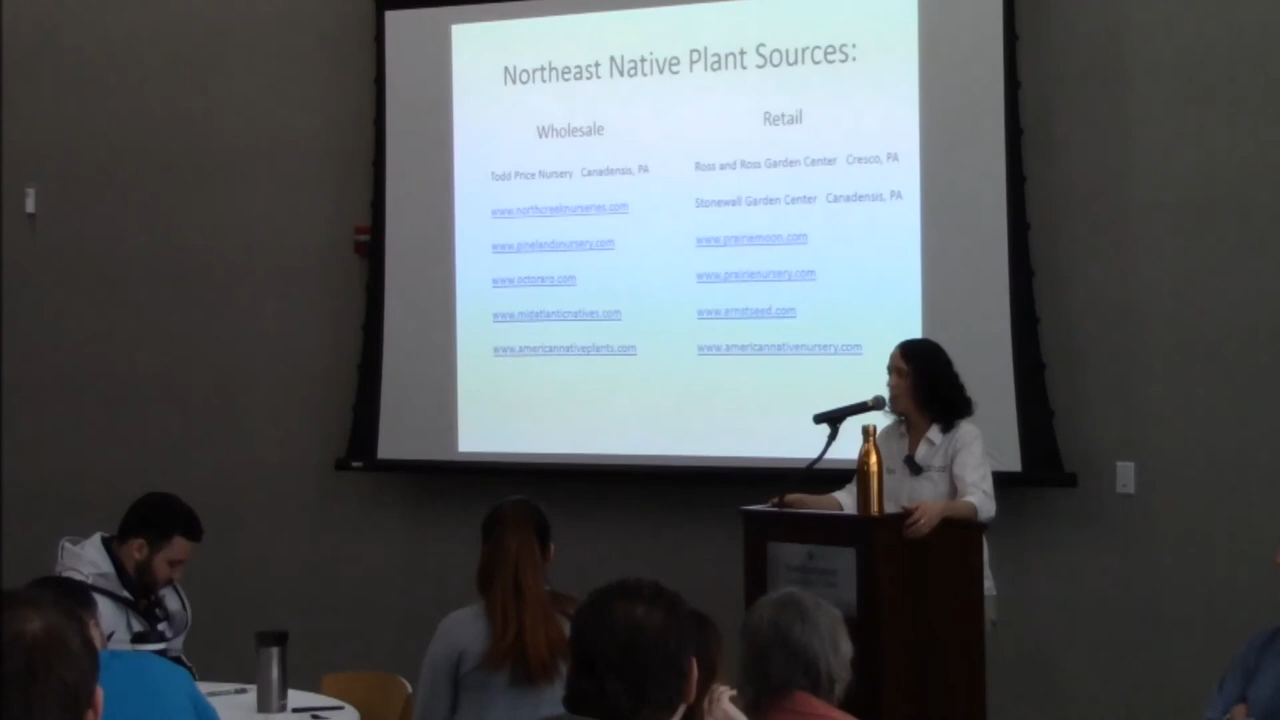 Northeast Native Plant Sources:
Wholesale
Todd Price Nursery Canadensis, PA
www.northcreeknurseries.com
www.pinelandsnursery.com
www.octoraro.com
www.midatlanticnatives.com
www.americannativeplants.com
Retail
Ross and Ross Garden Center Cresco, PA
Stonewall Garden Center Canadensis, PA
www.prairiemoon.com
www.prairienursery.com
www.ernstseed.com
www.americannativenursery.com